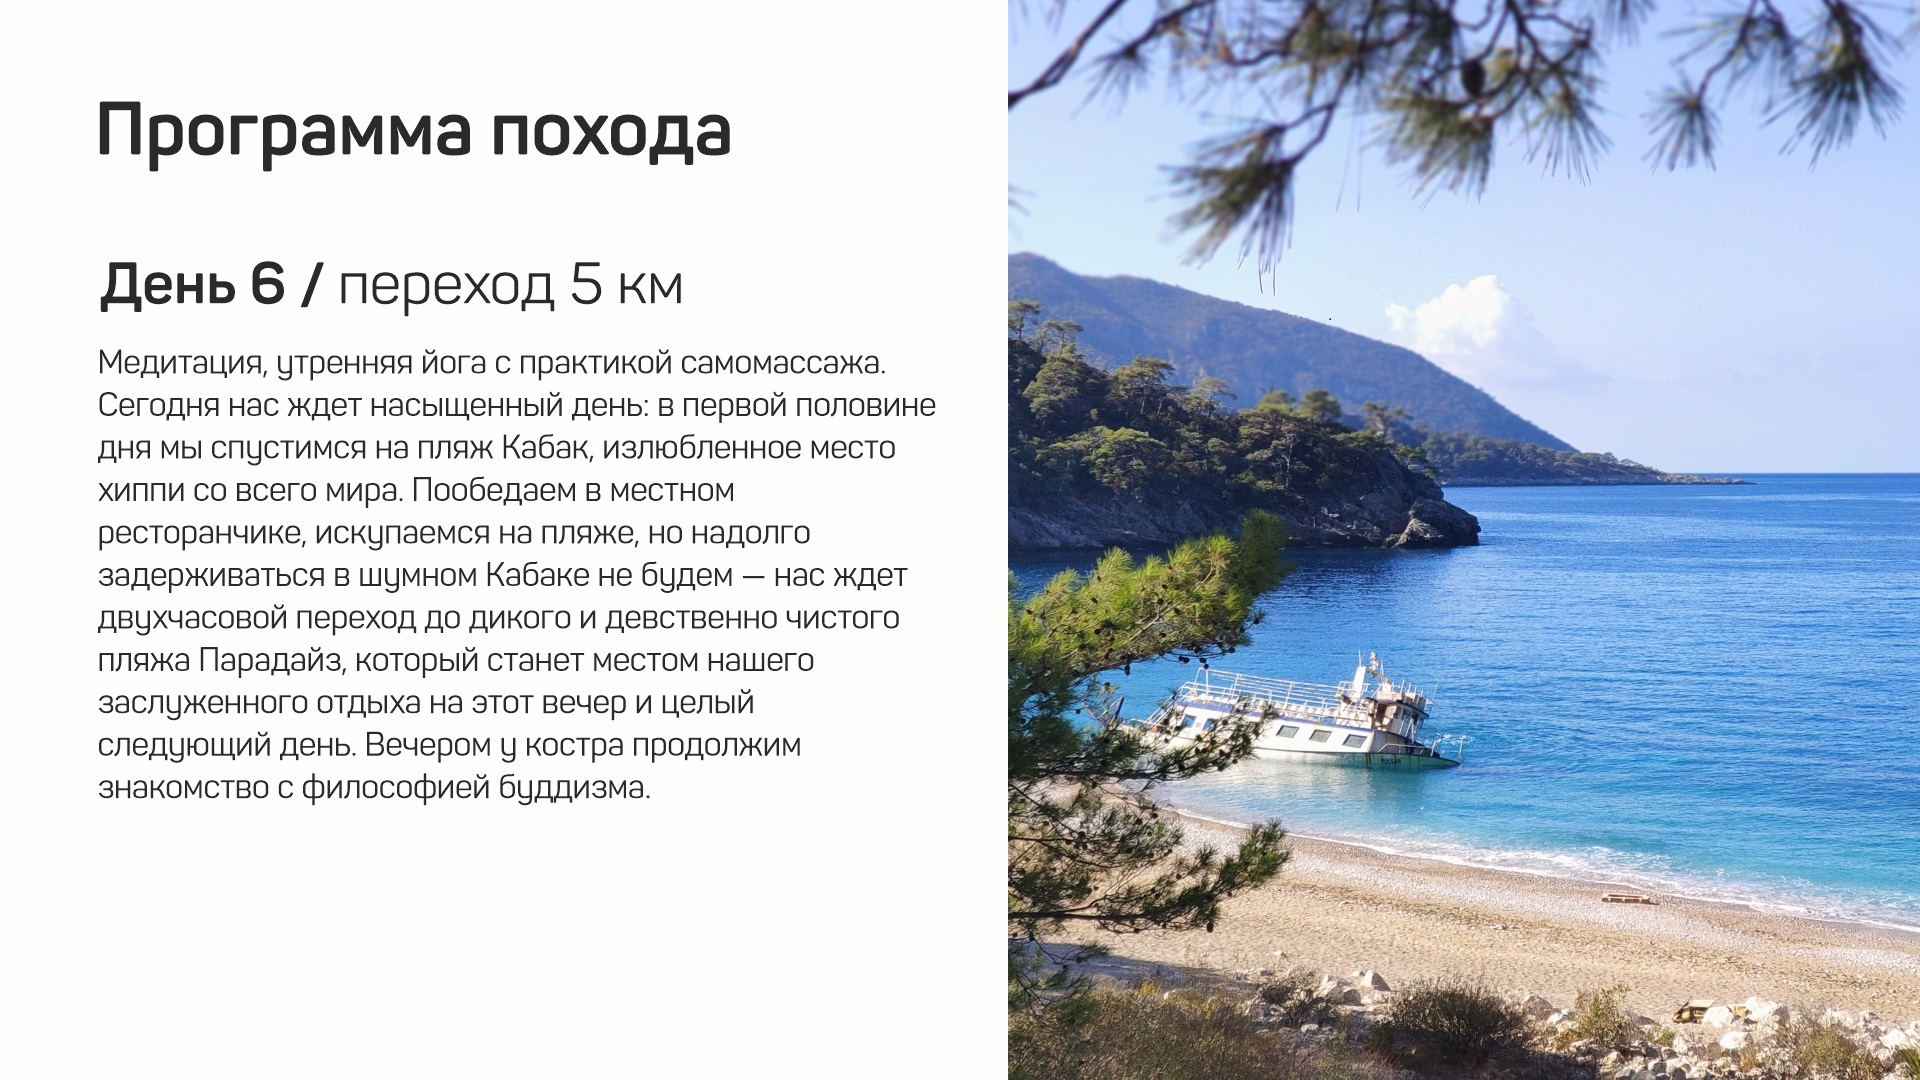 Программа похода
День 6 / переход 5 км
Медитация, утренняя йога с практикой самомассажа.
Сегодня нас ждет насыщенный день: в первой половине
дня мы спустимся на пляж Кабак, излюбленное место
хиппи со всего мира. Пообедаем в местном
ресторанчике, искупаемся на пляже, но надолго
задерживаться в шумном Кабаке не будем — нас ждет
двухчасовой переход до дикого и девственно чистого
пляжа Парадайз, который станет местом нашего
заслуженного отдыха на этот вечер и целый
следующий день. Вечером у костра продолжим
знакомство с философией буддизма.
PULSAR